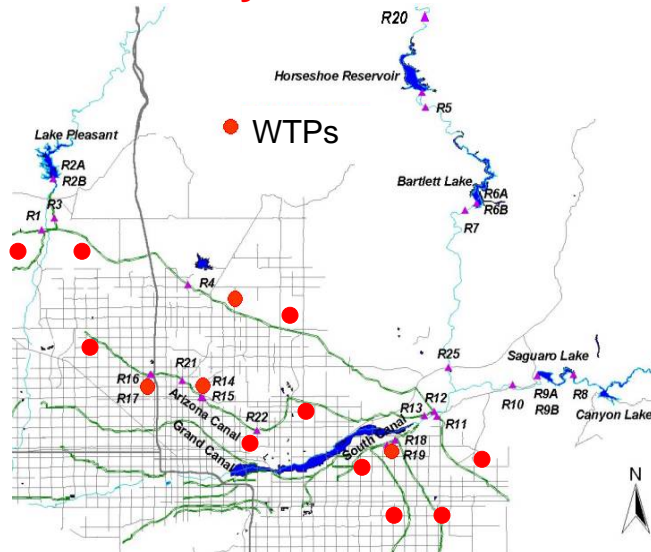 R20
Horseshoe Reservoir
R5
WTPs
Lake Pleasant
R2A
R2B
Bartlett Lake
R6A
R6B
R3
R1
R7
R4
R25
Saguaro Lake
R16
R21
R14
R17
R15
R10
R9A
R8
R9B
Canyon Lake
Arizona Canal
R12
R13
R11
R22
Grand Canal
South Canal
R18
R19
N